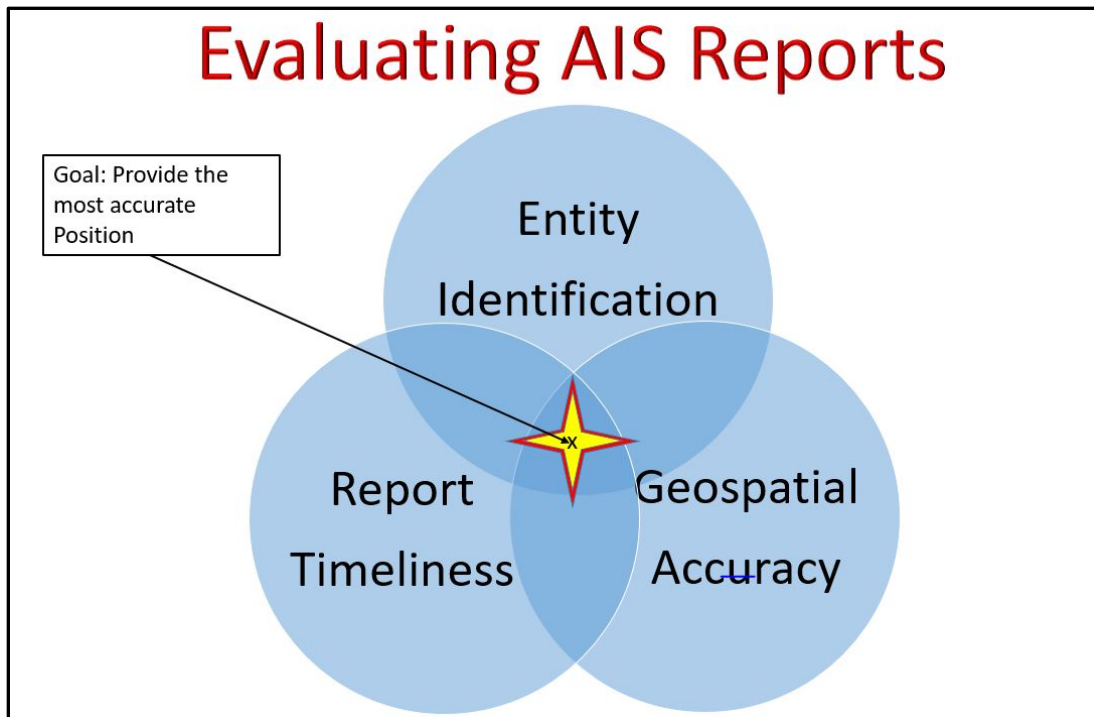 Evaluating AIS Reports
Goal: Provide the
most accurate
Position
Entity
Identification
x
Report
Timeliness
Geospatial
Accuracy